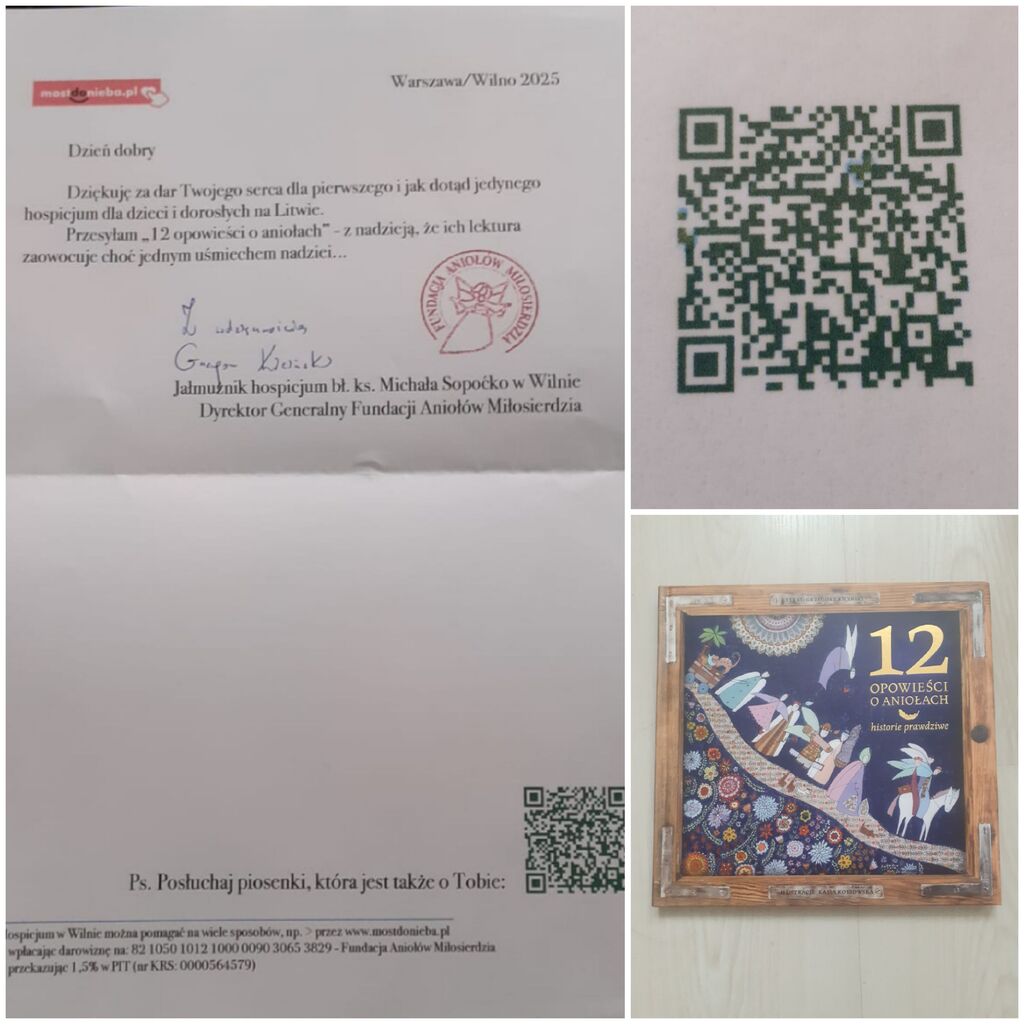 mostdonieba.pl
Warszawa/Wilno 2025
Dzień dobry
Dziękuję za dar Twojego serca dla pierwszego i jak dotąd jedynego
hospicjum dla dzieci i dorosłych na Litwie.
Przesyłam „12 opowieści o aniołach" - z nadzieją, że ich lektura
zaowocuje choć jednym uśmiechem nadziei...
FUNDACJA ANIOŁÓW MIŁOSIERDZIA
Z
Jałmużnik hospicjum bł. ks. Michała Sopoćko w Wilnie
Dyrektor Generalny Fundacji Aniołów Miłosierdzia
Ps. Posłuchaj piosenki, która jest także o Tobie:
ospicjum w Wilnie można pomagać na wiele sposobów, np. > przez www.mostdonieba.pl
wpłacając darowiznę na: 82 1050 1012 1000 0090 3065 3829 - Fundacja Aniołów Miłosierdzia
przekazując 1,5% w PIT (nr KRS: 0000564579)
12
OPOWIEŚCI
O ANIOŁACH
historie prawdziwe
ILUSTRACJE KASIA